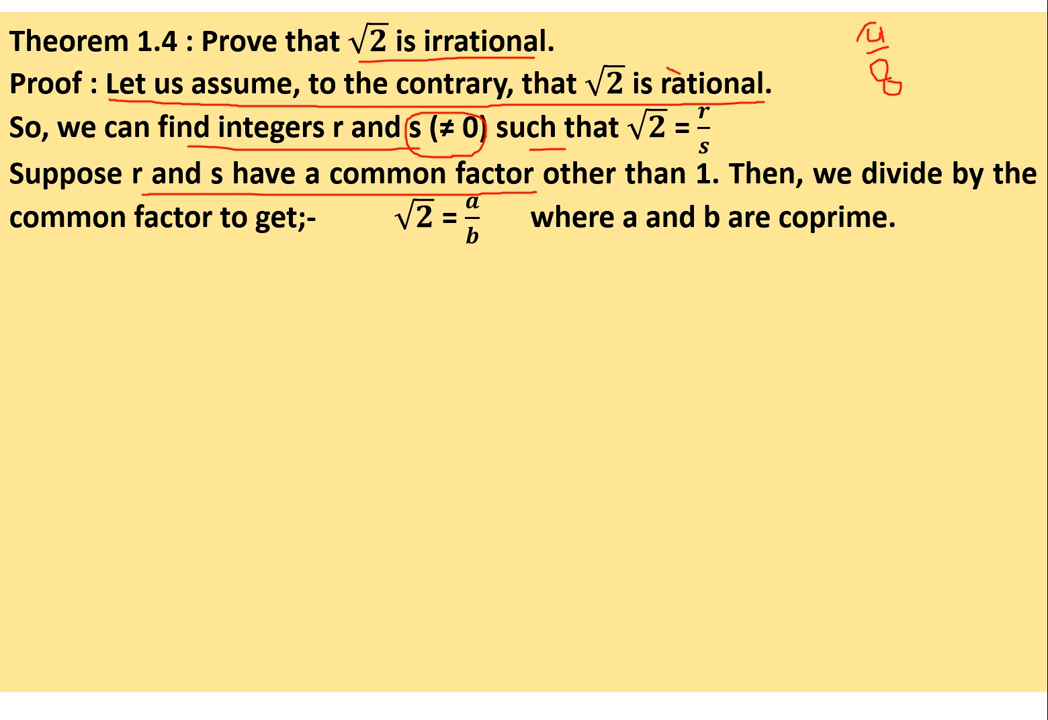 Theorem 1.4 : Prove that √2 is irrational.
Proof : Let us assume, to the contrary, that √2 is rational.
So, we can find integers r and s (≠ 0) such that √2 = r/s
Suppose r and s have a common factor other than 1. Then, we divide by the
common factor to get;- √2 = a/b where a and b are coprime.